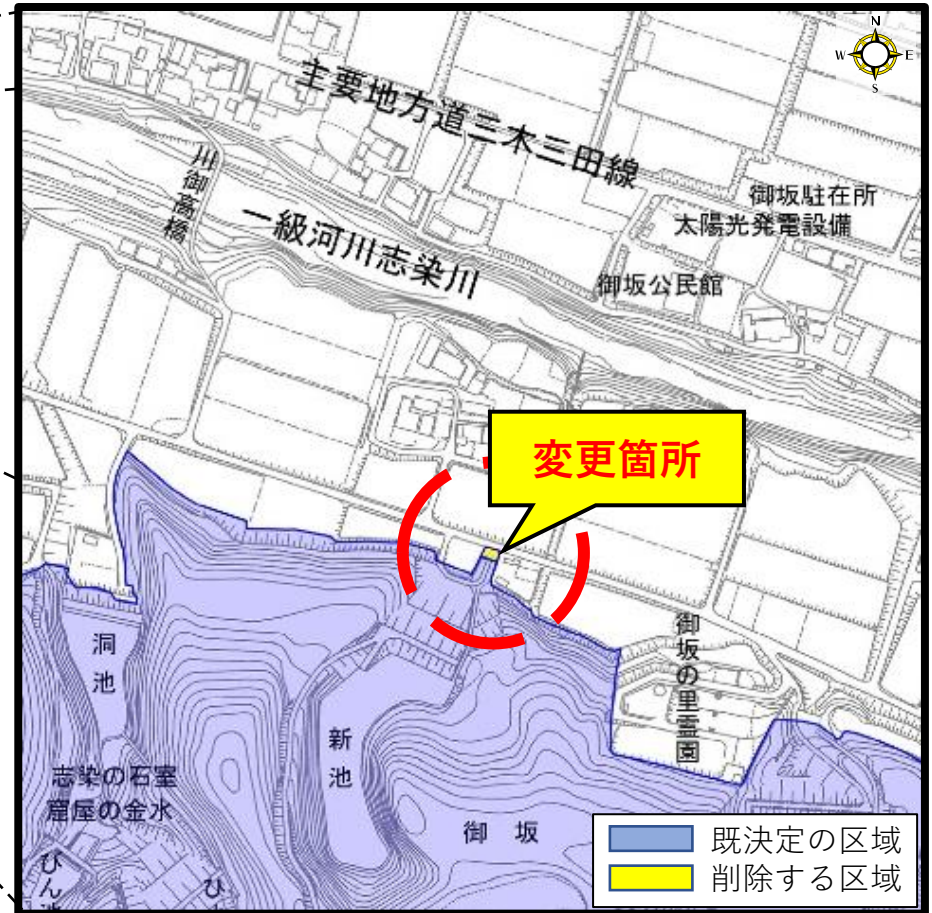 N
W E
S
主要地方道三木三田線
川御高橋
一級河川志染川
御坂駐在所
太陽光発電設備
御坂公民館
変更箇所
御坂の里霊園
洞池
新池
志染の石室
窟屋の金水
御坂
びん池
ひ
既決定の区域
削除する区域